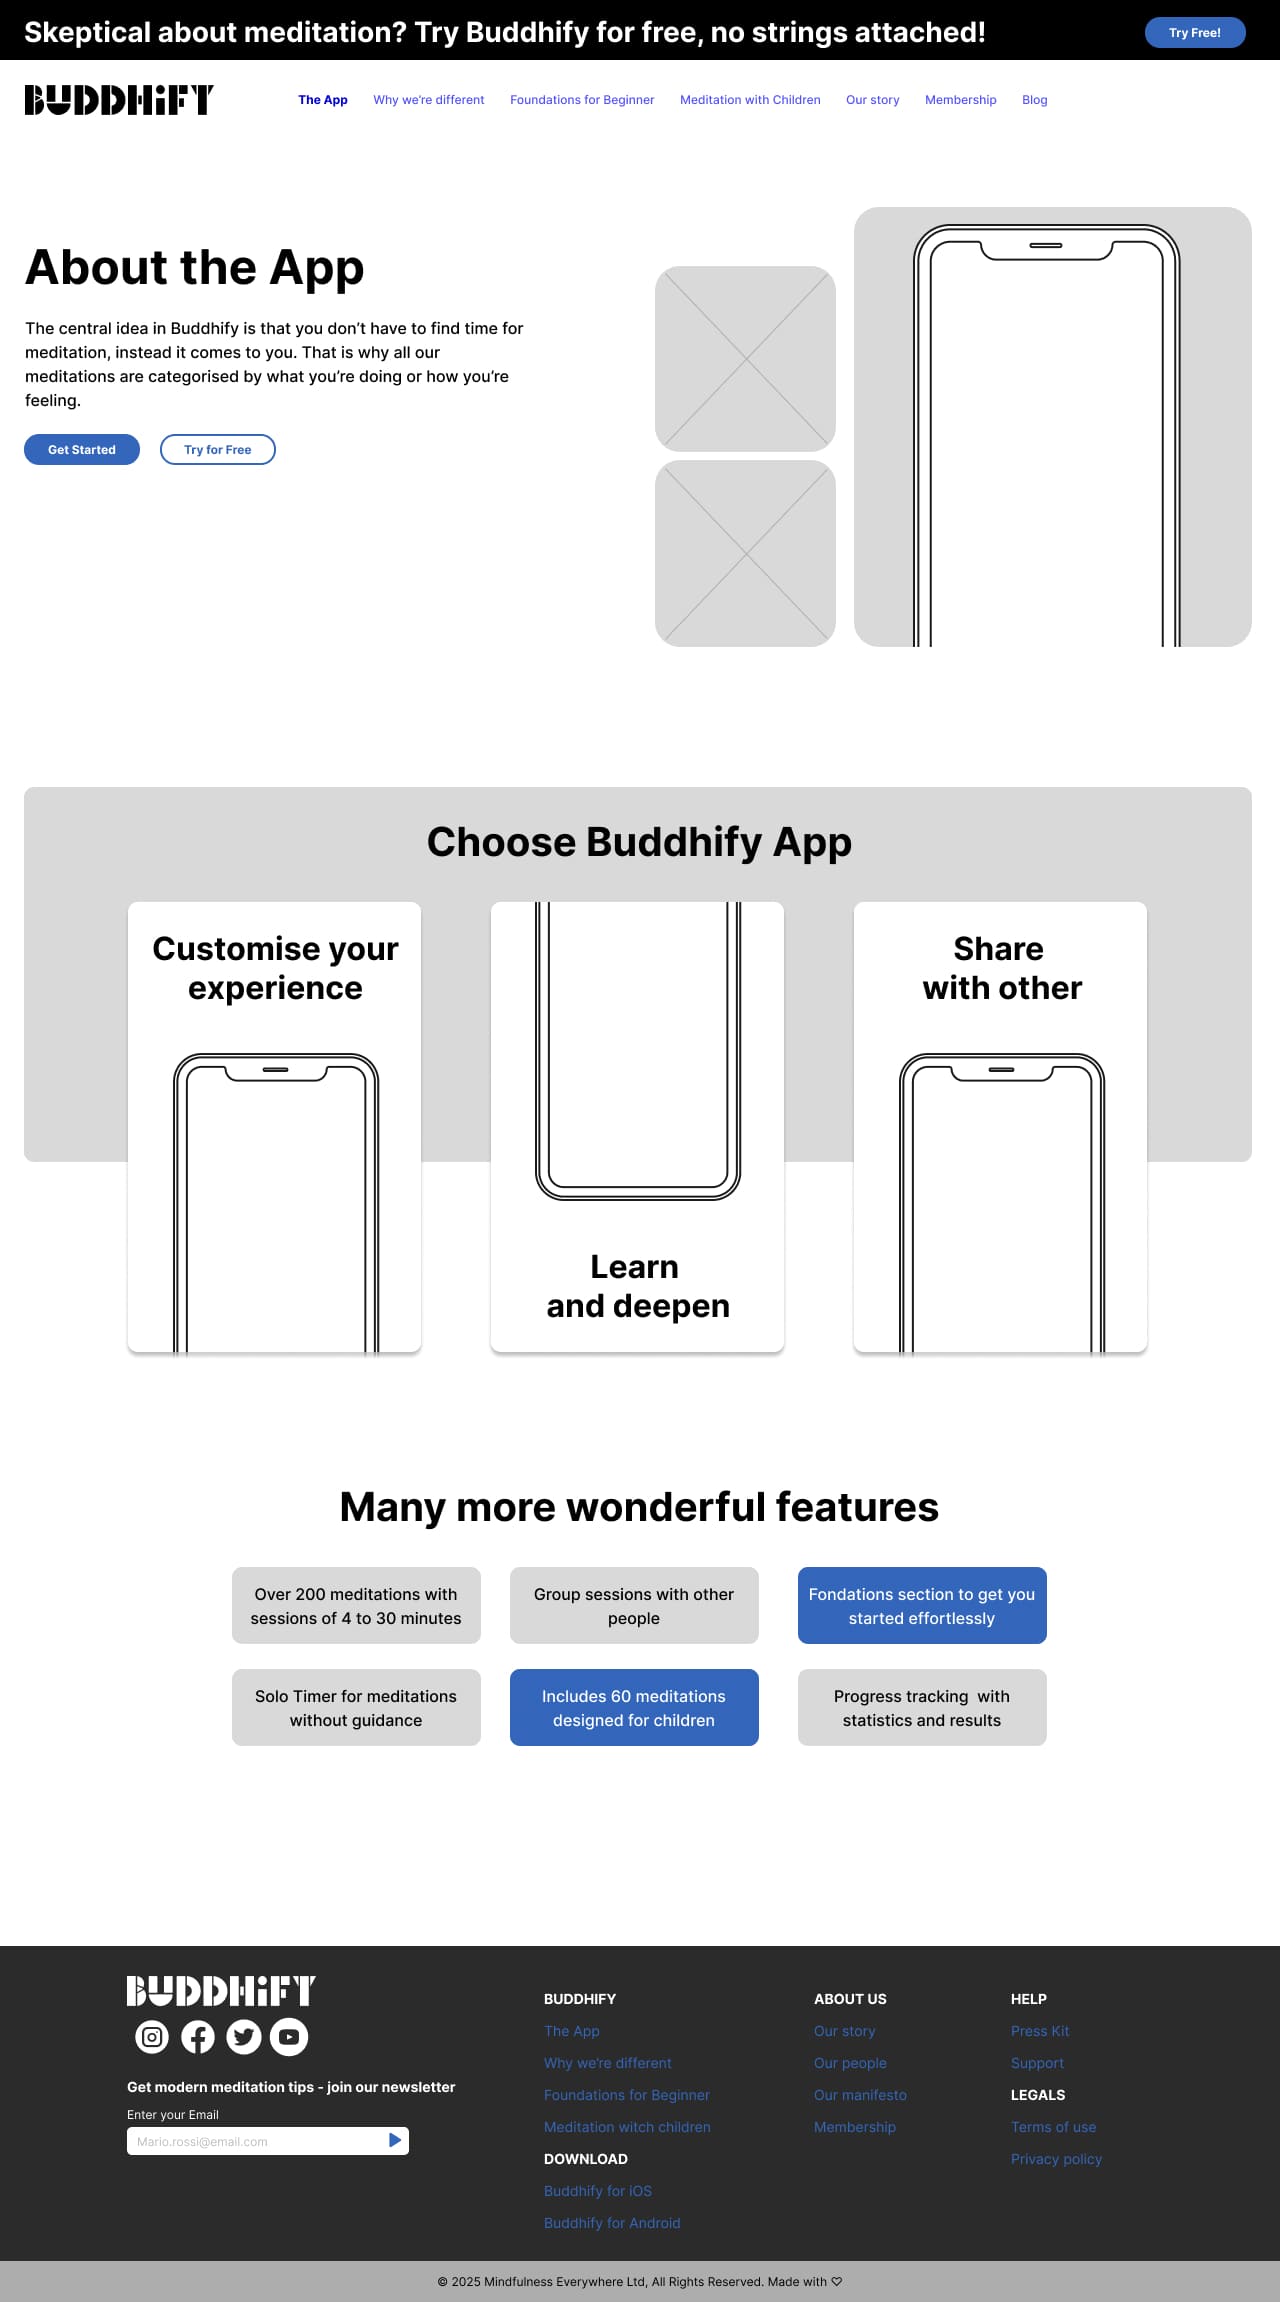 Skeptical about meditation? Try Buddhify for free, no strings attached!
Try Free!
BUDDHiFY
The App
Why we're different
Foundations for Beginner
Meditation with Children
Our story
Membership
Blog
About the App
The central idea in Buddhify is that you don't have to find time for
meditation, instead it comes to you. That is why all our
meditations are categorised by what you're doing or how you're
feeling.
Get Started
Try for Free
Choose Buddhify App
Customise your
experience
Learn
and deepen
Share
with other
Many more wonderful features
Over 200 meditations with
sessions of 4 to 30 minutes
Group sessions with other
people
Fondations section to get you
started effortlessly
Solo Timer for meditations
without guidance
Includes 60 meditations
designed for children
Progress tracking  with
statistics and results
BUDDHiFY
Get modern meditation tips - join our newsletter
Enter your Email
Mario.rossi@email.com
BUDDHIFY
The App
Why we're different
Foundations for Beginner
Meditation witch children
DOWNLOAD
Buddhify for iOS
Buddhify for Android
ABOUT US
Our story
Our people
Our manifesto
Membership
HELP
Press Kit
Support
LEGALS
Terms of use
Privacy policy
© 2025 Mindfulness Everywhere Ltd, All Rights Reserved. Made with ♡